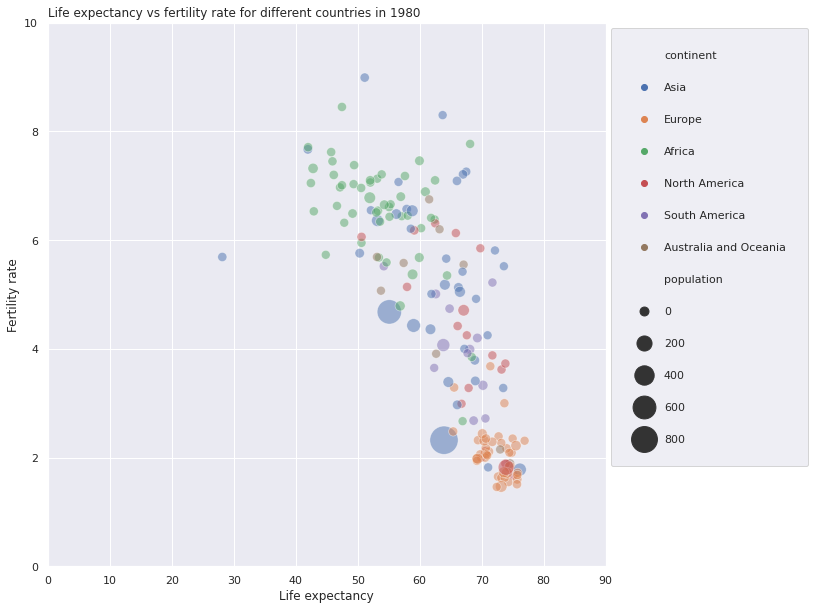 Life expectancy vs fertility rate for different countries in 1980
10
8
6
4
2
0
Fertility rate
0 10 20 30 40 50 60 70 80 90
Life expectancy
continent
Asia
Europe
Africa
North America
South America
Australia and Oceania
population
0
200
400
600
800